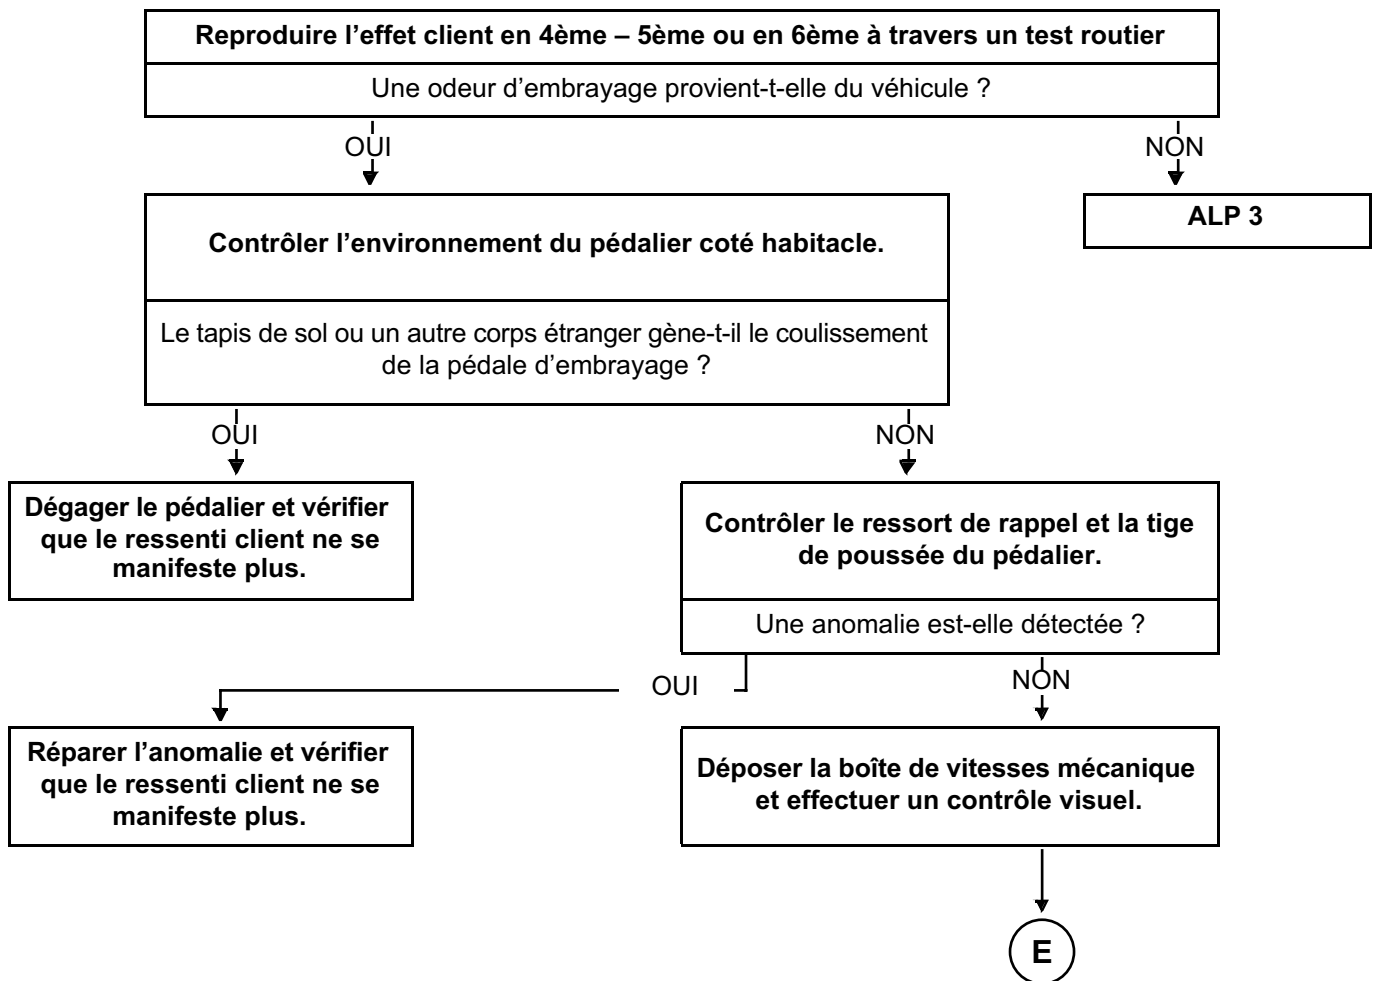 Reproduire l’effet client en 4ème – 5ème ou en 6ème à travers un test routier
Une odeur d’embrayage provient-t-elle du véhicule ?
OUI
NON
ALP 3
Contrôler l’environnement du pédalier coté habitacle.
Le tapis de sol ou un autre corps étranger gène-t-il le coulissement
de la pédale d’embrayage ?
OUI
NON
Dégager le pédalier et vérifier
que le ressenti client ne se
manifeste plus.
Contrôler le ressort de rappel et la tige
de poussée du pédalier.
Une anomalie est-elle détectée ?
OUI
NON
Réparer l’anomalie et vérifier
que le ressenti client ne se
manifeste plus.
Déposer la boîte de vitesses mécanique
et effectuer un contrôle visuel.
E